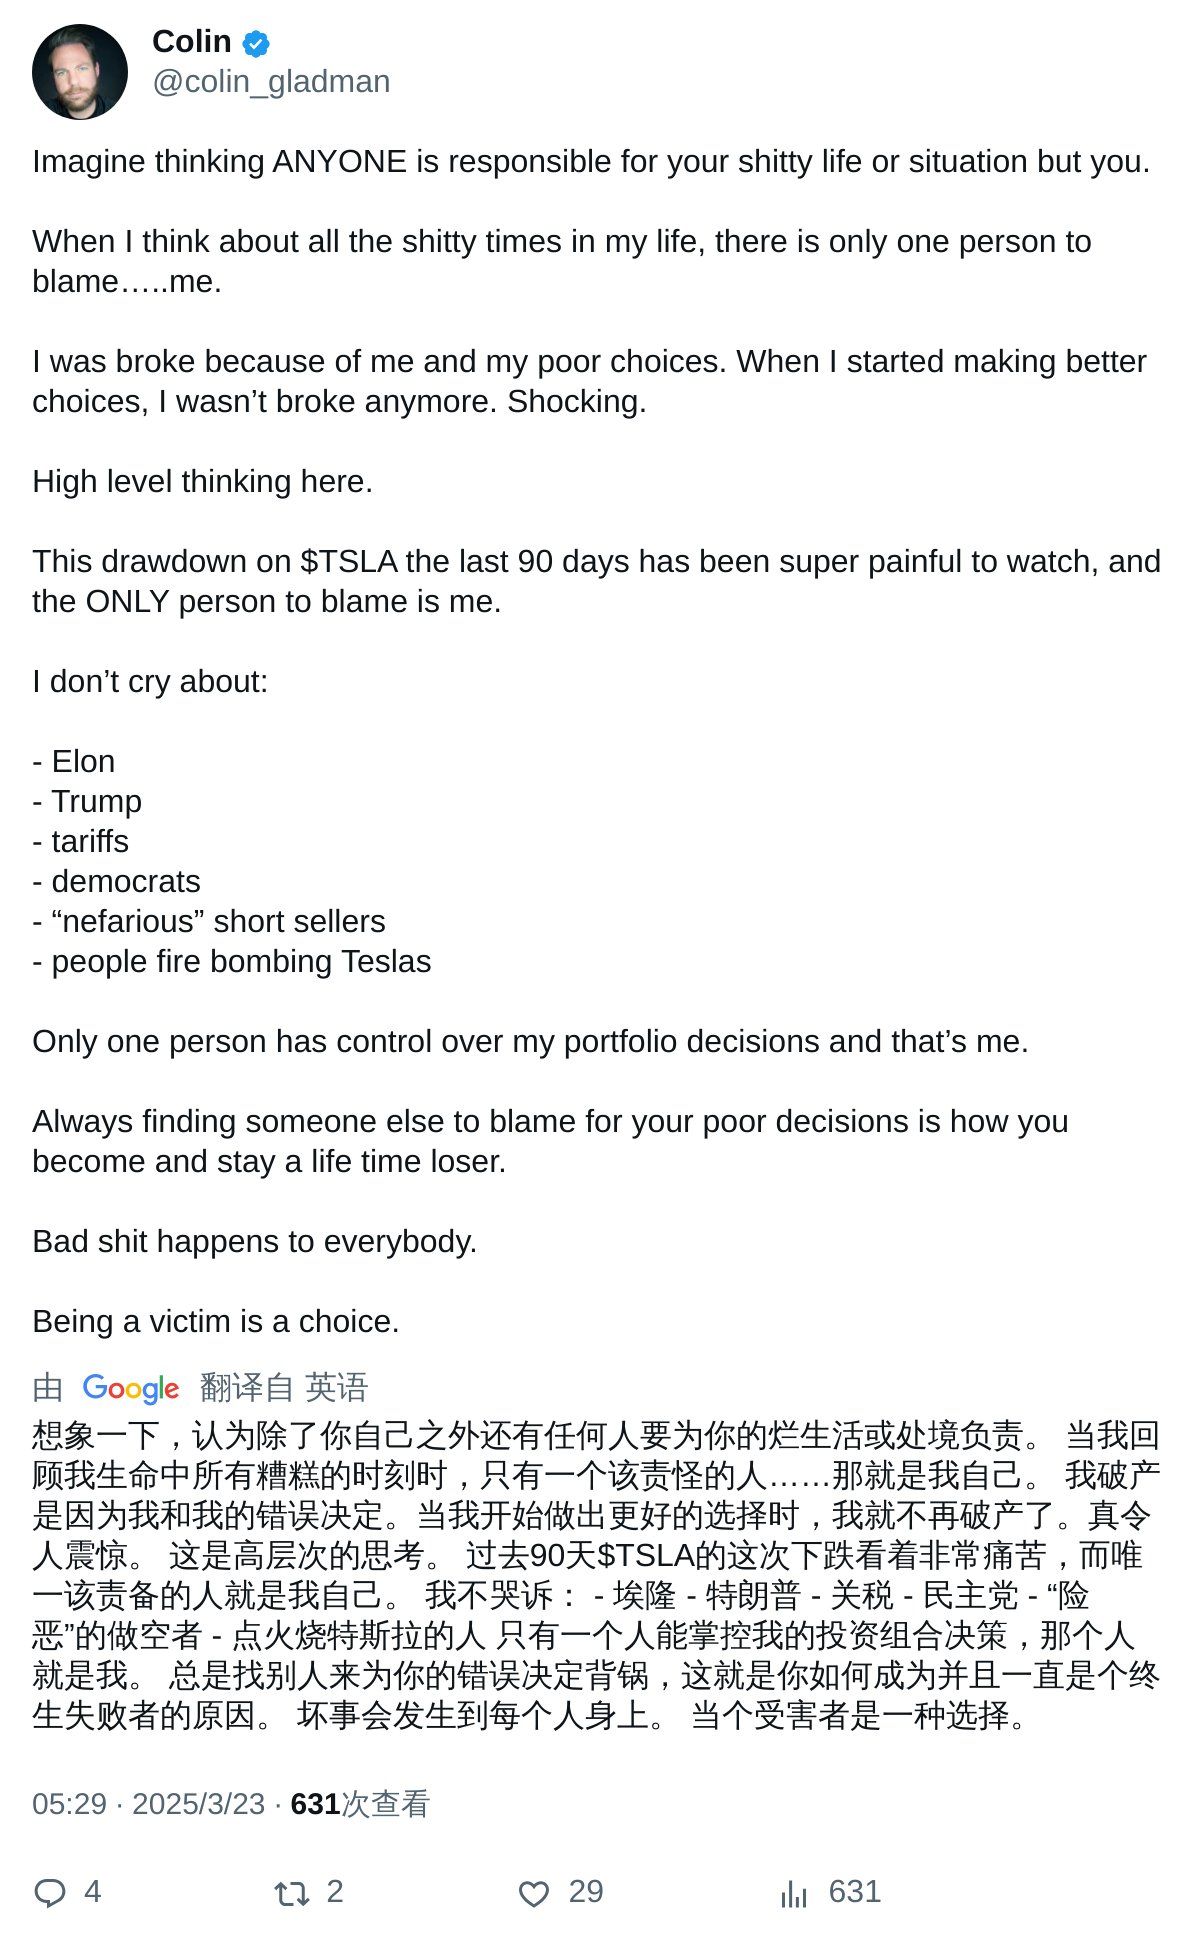 Colin
@colin_gladman
Imagine thinking ANYONE is responsible for your shitty life or situation but you.
When I think about all the shitty times in my life, there is only one person to
blame…..me.
I was broke because of me and my poor choices. When I started making better
choices, I wasn’t broke anymore. Shocking.
High level thinking here.
This drawdown on $TSLA the last 90 days has been super painful to watch, and
the ONLY person to blame is me.
I don’t cry about:
- Elon
- Trump
- tariffs
- democrats
- “nefarious” short sellers
- people fire bombing Teslas
Only one person has control over my portfolio decisions and that’s me.
Always finding someone else to blame for your poor decisions is how you
become and stay a life time loser.
Bad shit happens to everybody.
Being a victim is a choice.
由 Google 翻译自 英语
想象一下，认为除了你自己之外还有任何人要为你的烂生活或处境负责。 当我回
顾我生命中所有糟糕的时刻时，只有一个该责怪的人……那就是我自己。 我破产
是因为我和我的错误决定。当我开始做出更好的选择时，我就不再破产了。真令
人震惊。 这是高层次的思考。 过去90天$TSLA的这次下跌看着非常痛苦，而唯
一该责备的人就是我自己。 我不哭诉： - 埃隆 - 特朗普 - 关税 - 民主党 - “险
恶”的做空者 - 点火烧特斯拉的人 只有一个人能掌控我的投资组合决策，那个人
就是我。 总是找别人来为你的错误决定背锅，这就是你如何成为并且一直是个终
生失败者的原因。 坏事会发生到每个人身上。 当个受害者是一种选择。
05:29 · 2025/3/23 · 631次查看
4 2 29 631